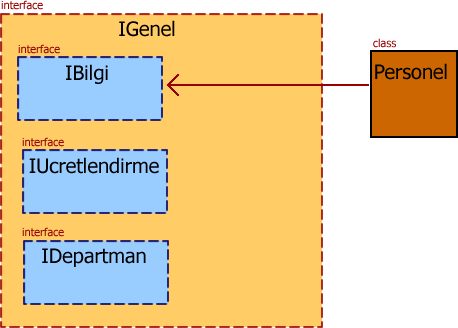 interface
IGenel
interface
IBilgi
class
Personel
interface
IUcretlendirme
interface
IDepartman